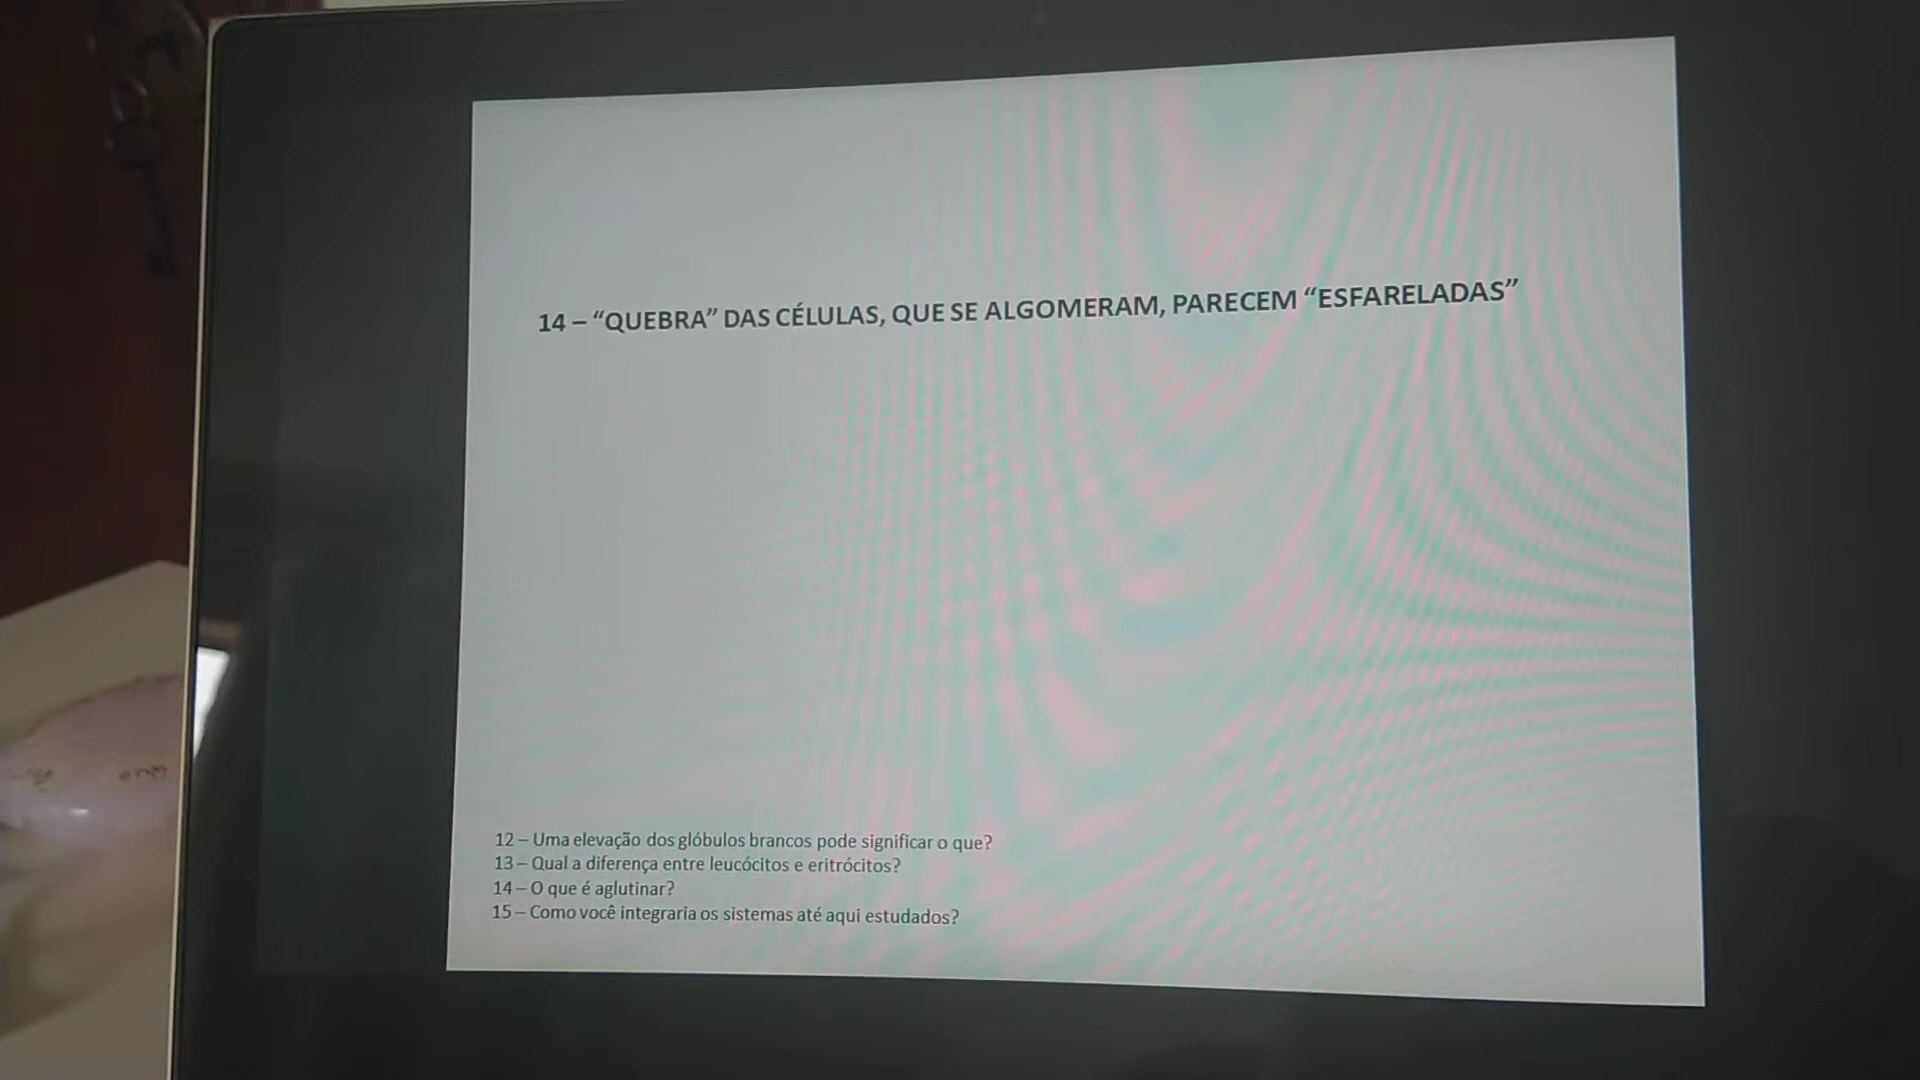 14 – “QUEBRA” DAS CÉLULAS, QUE SE ALGOMERAM, PARECEM “ESFARELADAS”
12 – Uma elevação dos glóbulos brancos pode significar o que?
13 – Qual a diferença entre leucócitos e eritrócitos?
14 – O que é aglutinar?
15 – Como você integraria os sistemas até aqui estudados?